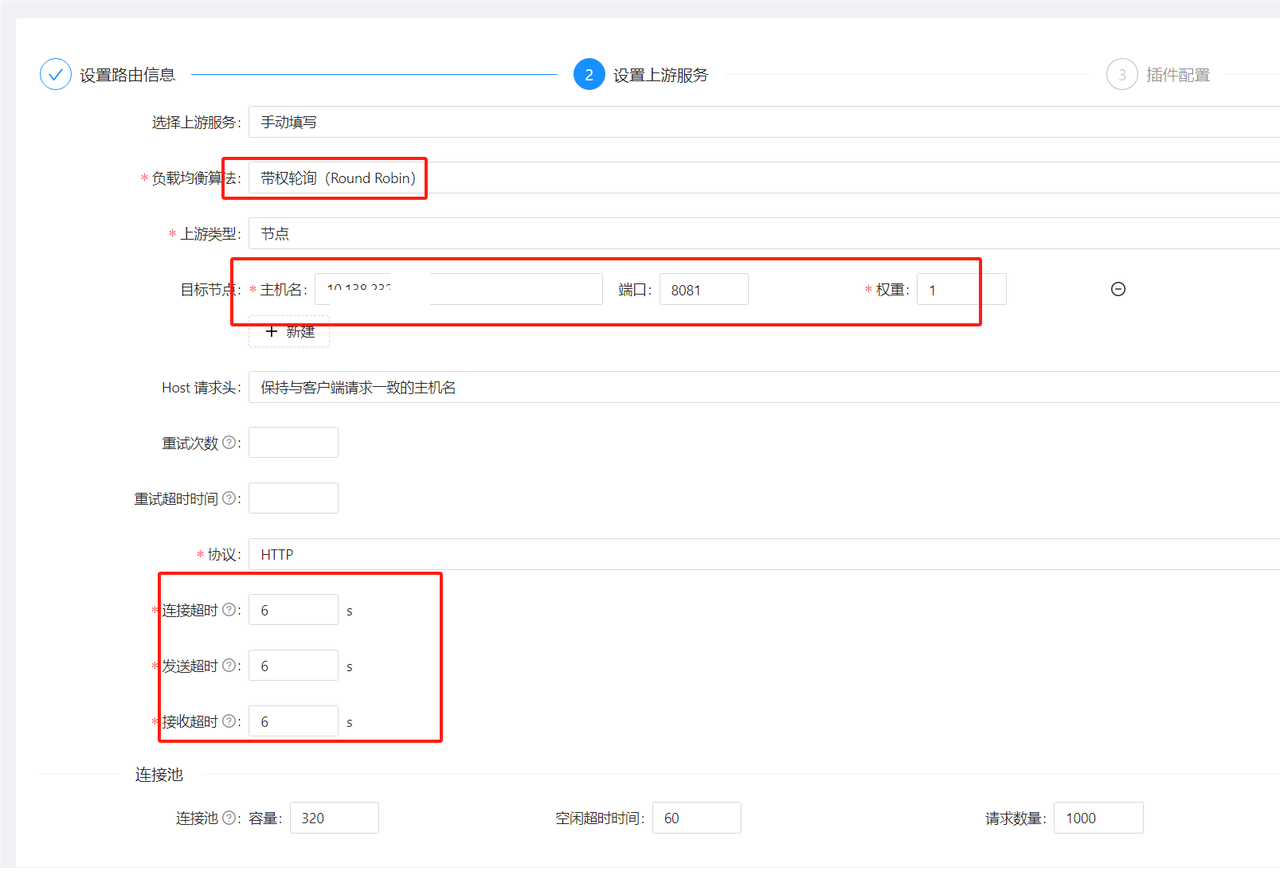 设置路由信息 2 设置上游服务 3 插件配置
选择上游服务: 手动填写
* 负载均衡算法: 带权轮询（Round Robin）
* 上游类型: 节点
目标节点: * 主机名: 端口: 8081 * 权重: 1
+ 新建
Host 请求头: 保持与客户端请求一致的主机名
重试次数 ? :
重试超时时间 ? :
* 协议: HTTP
* 连接超时 ? : 6 s
* 发送超时 ? : 6 s
* 接收超时 ? : 6 s
连接池
连接池 ? : 容量: 320 空闲超时时间: 60 请求数量: 1000